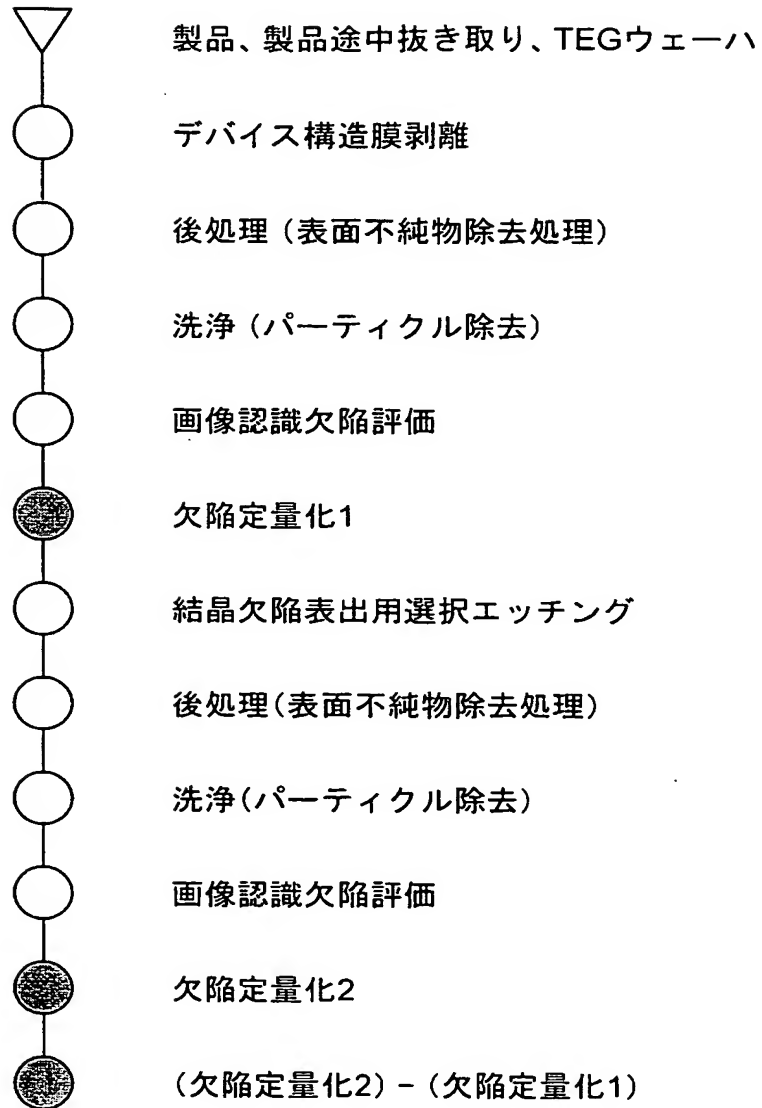 製品、製品途中抜き取り、TEGウェーハ
デバイス構造膜剥離
後処理（表面不純物除去処理）
洗浄（パーティクル除去）
画像認識欠陥評価
欠陥定量化1
結晶欠陥表出用選択エッチング
後処理（表面不純物除去処理）
洗浄（パーティクル除去）
画像認識欠陥評価
欠陥定量化2
（欠陥定量化2）－（欠陥定量化1）